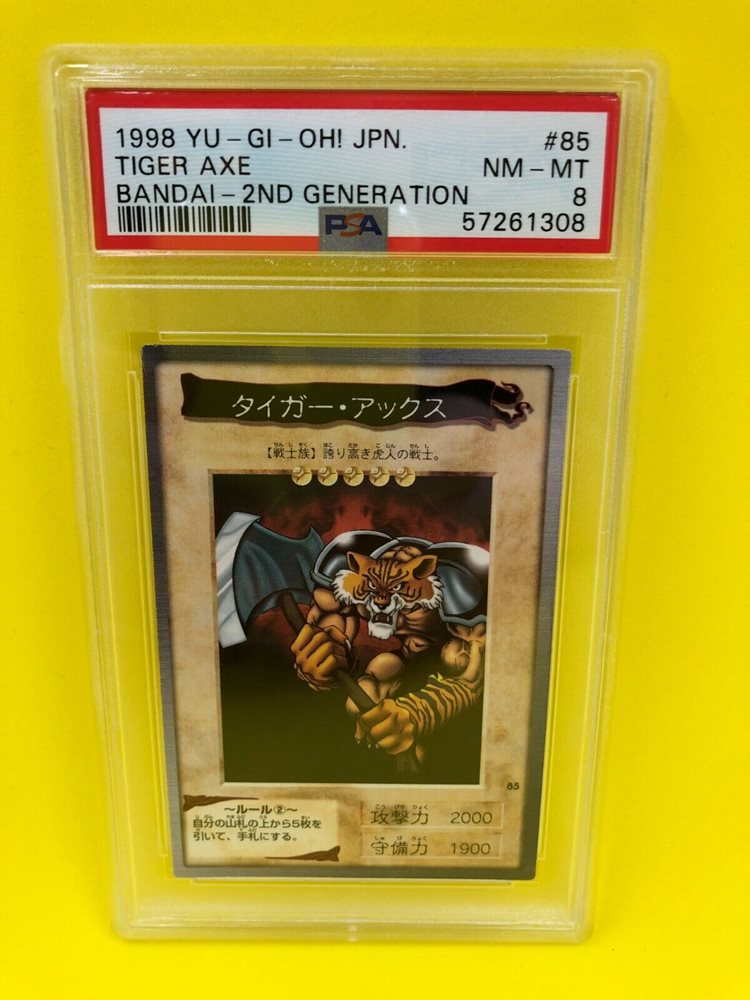 1998 YU-GI-OH! JPN. #85
TIGER AXE NM-MT
BANDAI-2ND GENERATION 8
PSA 57261308
タイガー・アックス
【戦士族】誇り高き虎人の戦士。
85
〜ルール②〜
自分の山札の上から5枚を
引いて、手札にする。
攻撃力 2000
守備力 1900